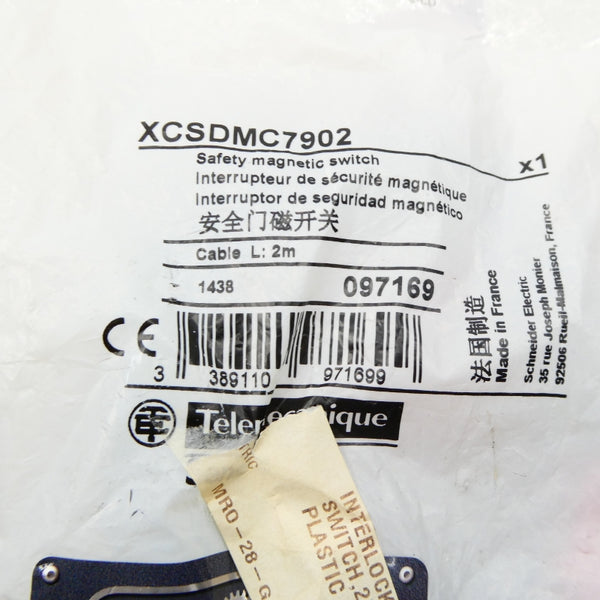 XCSDMC7902
x1
Safety magnetic switch
Interrupteur de sécurité magnétique
Interruptor de seguridad magnético
安全门磁开关
Cable L: 2m
1438
097169
CE
3 389110 971699
法国制造
Made in France
Schneider Electric
35 rue Joseph Monier
92506 Rueil-Malmaison, France
MRO-28-G
INTERLOCK
SWITCH 2
PLASTIC